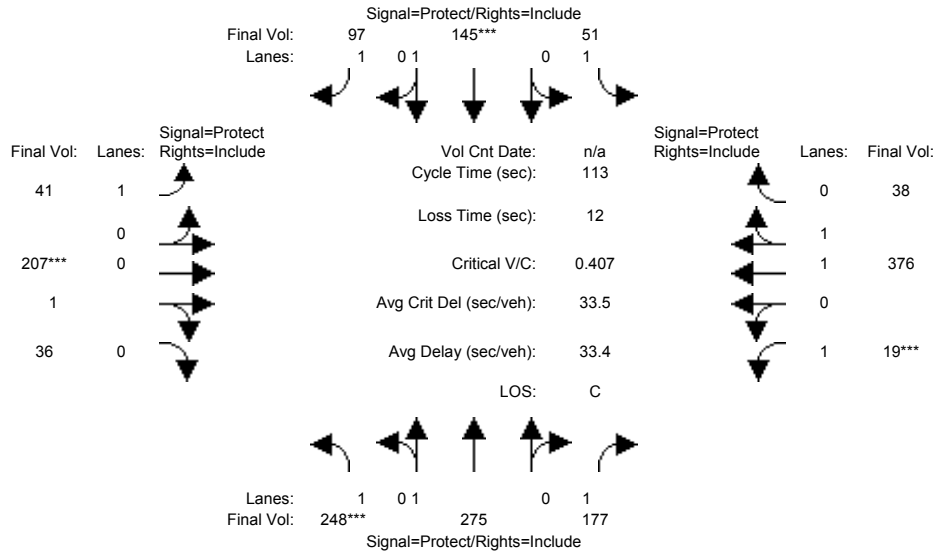 Signal=Protect/Rights=Include
Final Vol: 97 145*** 51
Lanes: 1 0 1 0 1
Signal=Protect
Final Vol: Lanes: Rights=Include
Vol Cnt Date: n/a
Signal=Protect
Rights=Include Lanes: Final Vol:
Cycle Time (sec): 113
41 1
0 38
Loss Time (sec): 12
0
1
207*** 0
Critical V/C: 0.407
1 376
1
Avg Crit Del (sec/veh): 33.5
0
36 0
Avg Delay (sec/veh): 33.4
1 19***
LOS: C
Lanes: 1 0 1 0 1
Final Vol: 248*** 275 177
Signal=Protect/Rights=Include